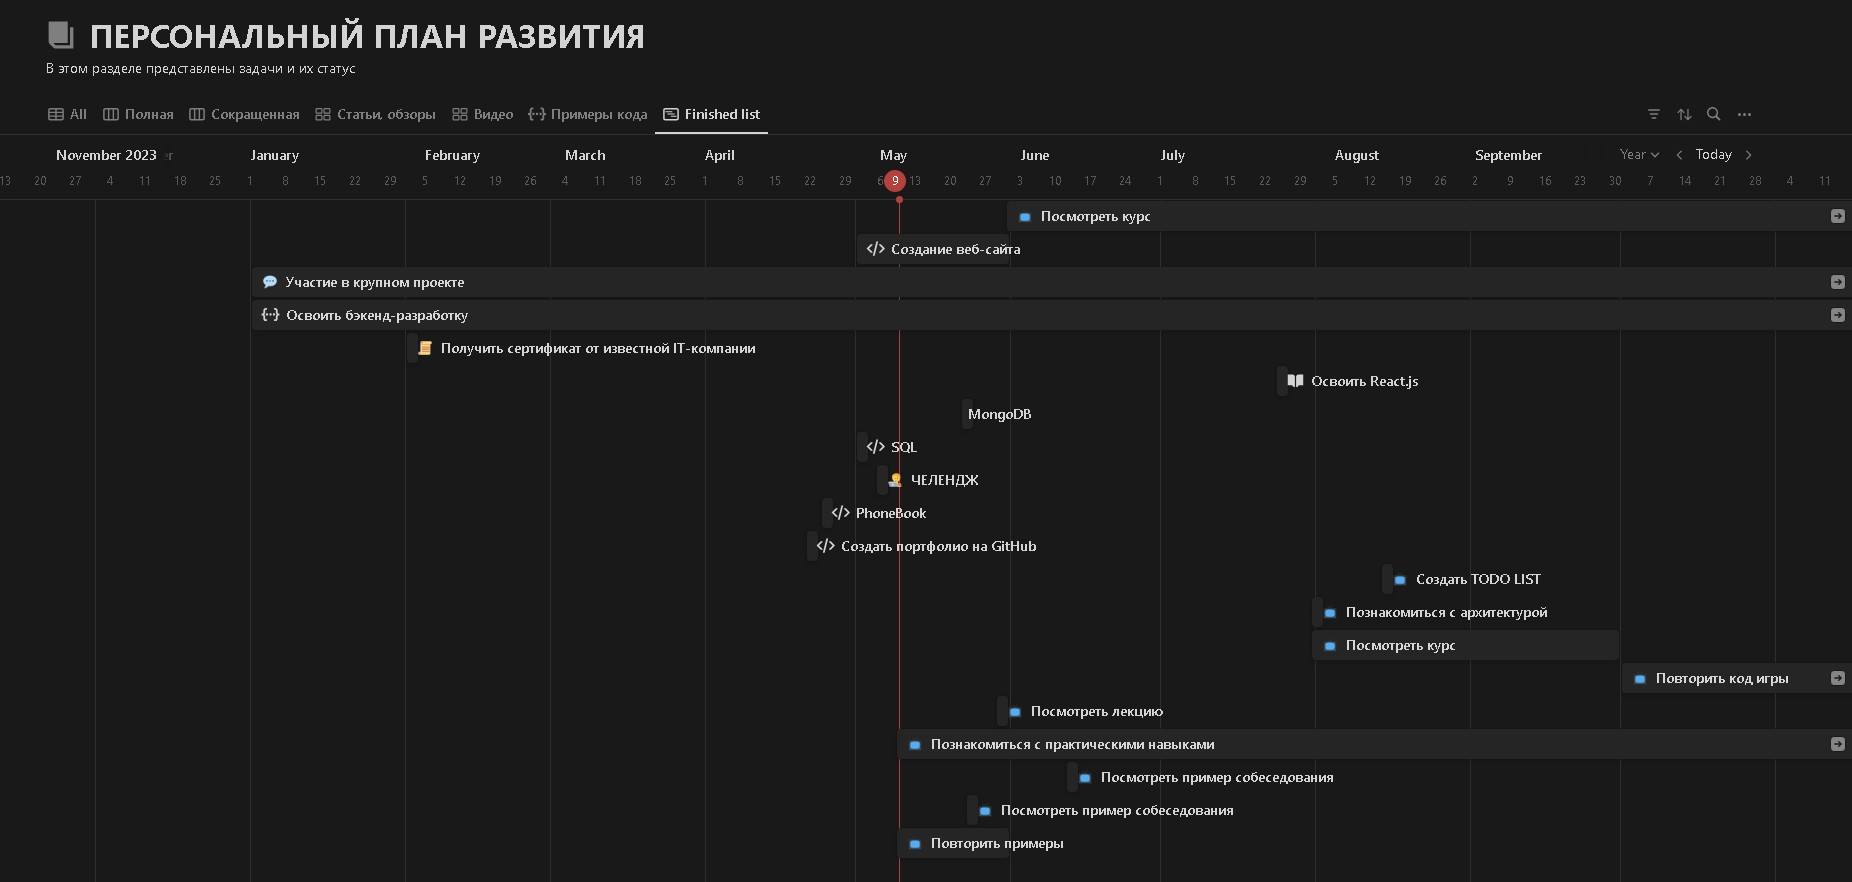 ПЕРСОНАЛЬНЫЙ ПЛАН РАЗВИТИЯ
В этом разделе представлены задачи и их статус
All Полная Сокращенная Статьи, обзоры Видео Примеры кода Finished list
November 2023 January February March April May June July August September Year Today
13 20 27 4 11 18 25 1 8 15 22 29 5 12 19 26 4 11 18 25 1 8 15 22 29 6 9 13 20 27 3 10 17 24 1 8 15 22 29 5 12 19 26 2 9 16 23 30 7 14 21 28 4 11
Посмотреть курс
</> Создание веб-сайта
Участие в крупном проекте
Освоить бэкенд-разработку
Получить сертификат от известной IT-компании
Освоить React.js
MongoDB
</> SQL
ЧЕЛЕНДЖ
</> PhoneBook
</> Создать портфолио на GitHub
Создать TODO LIST
Познакомиться с архитектурой
Посмотреть курс
Повторить код игры
Посмотреть лекцию
Познакомиться с практическими навыками
Посмотреть пример собеседования
Посмотреть пример собеседования
Повторить примеры